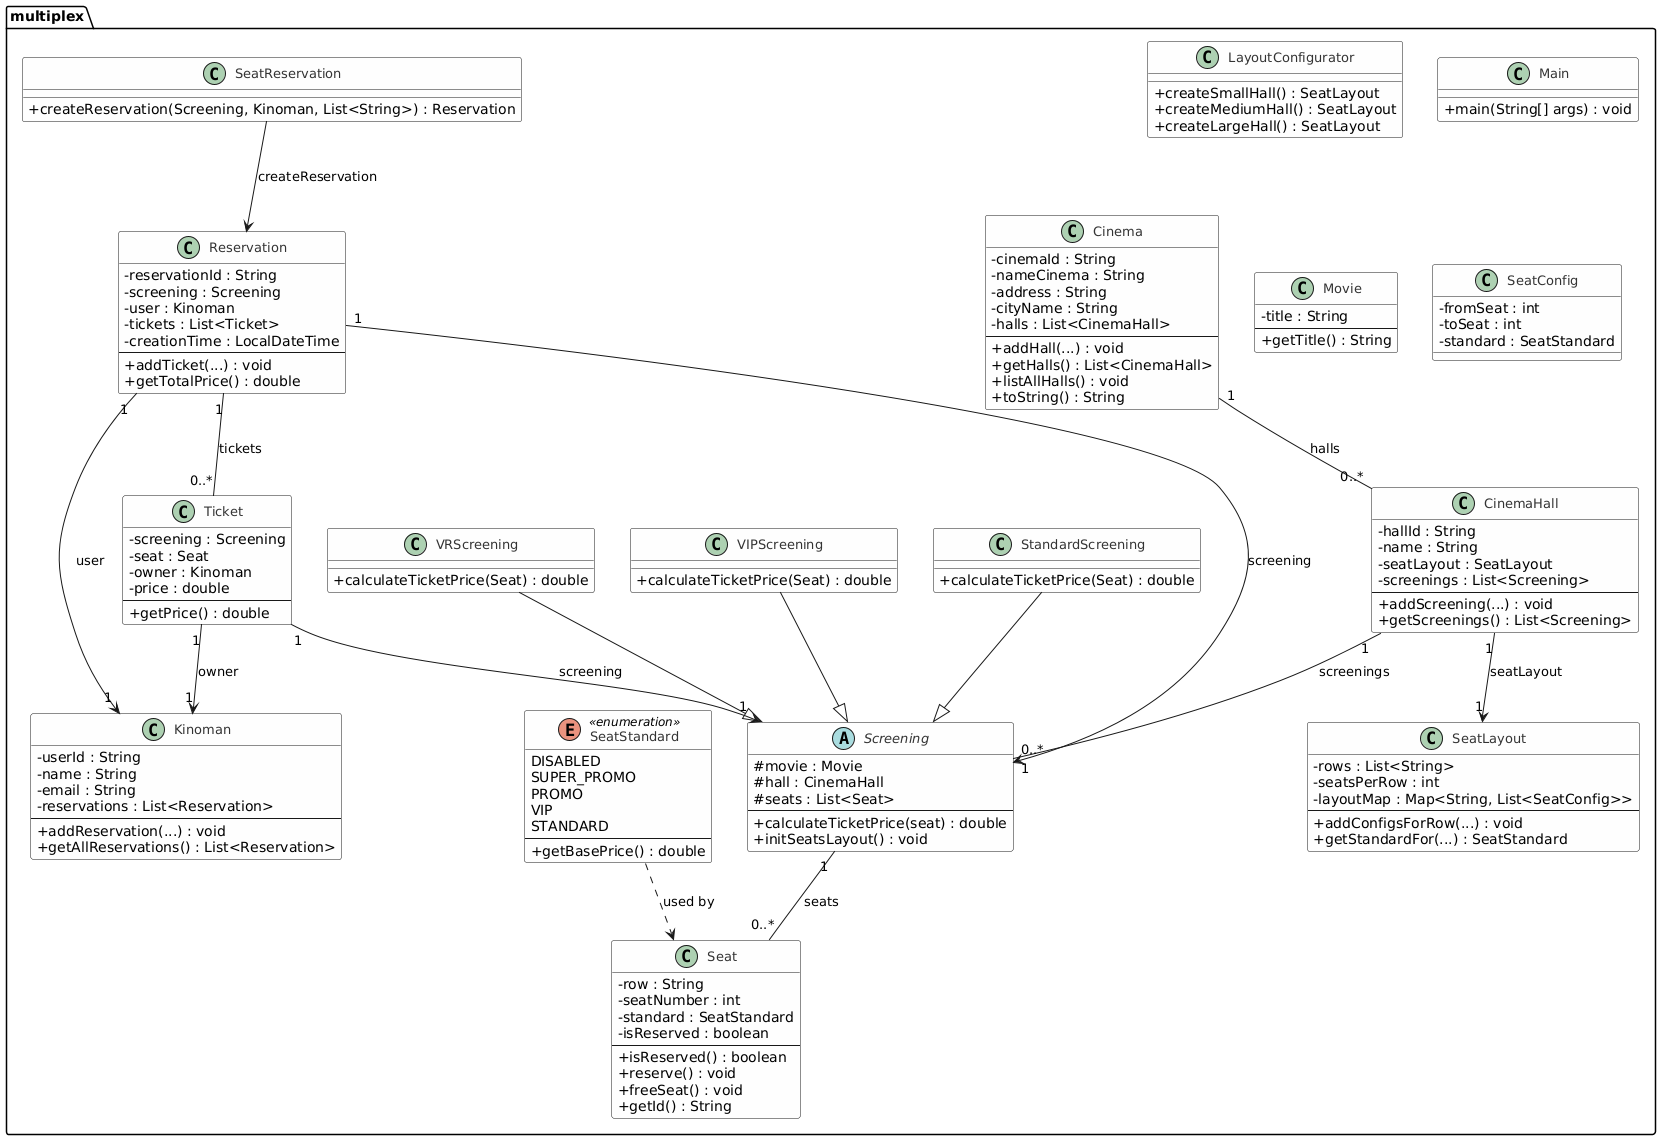 multiplex
C SeatReservation
+createReservation(Screening, Kinoman, List<String>) : Reservation
C LayoutConfigurator
+createSmallHall() : SeatLayout
+createMediumHall() : SeatLayout
+createLargeHall() : SeatLayout
C Main
+main(String[] args) : void
createReservation
C Reservation
-reservationId : String
-screening : Screening
-user : Kinoman
-tickets : List<Ticket>
-creationTime : LocalDateTime
+addTicket(...) : void
+getTotalPrice() : double
C Cinema
-cinemaId : String
-nameCinema : String
-address : String
-cityName : String
-halls : List<CinemaHall>
+addHall(...) : void
+getHalls() : List<CinemaHall>
+listAllHalls() : void
+toString() : String
C Movie
-title : String
+getTitle() : String
C SeatConfig
-fromSeat : int
-toSeat : int
-standard : SeatStandard
1
1
1
1
tickets
halls
0..*
0..*
user
screening
C Ticket
-screening : Screening
-seat : Seat
-owner : Kinoman
-price : double
+getPrice() : double
C VRScreening
+calculateTicketPrice(Seat) : double
C VIPScreening
+calculateTicketPrice(Seat) : double
C StandardScreening
+calculateTicketPrice(Seat) : double
C CinemaHall
-hallId : String
-name : String
-seatLayout : SeatLayout
-screenings : List<Screening>
+addScreening(...) : void
+getScreenings() : List<Screening>
1
1
1
1
owner
screening
screenings
seatLayout
1
1
1
0..*
1
1
C Kinoman
-userId : String
-name : String
-email : String
-reservations : List<Reservation>
+addReservation(...) : void
+getAllReservations() : List<Reservation>
E «enumeration»
SeatStandard
DISABLED
SUPER_PROMO
PROMO
VIP
STANDARD
+getBasePrice() : double
A Screening
#movie : Movie
#hall : CinemaHall
#seats : List<Seat>
+calculateTicketPrice(seat) : double
+initSeatsLayout() : void
C SeatLayout
-rows : List<String>
-seatsPerRow : int
-layoutMap : Map<String, List<SeatConfig>>
+addConfigsForRow(...) : void
+getStandardFor(...) : SeatStandard
1
used by
seats
0..*
C Seat
-row : String
-seatNumber : int
-standard : SeatStandard
-isReserved : boolean
+isReserved() : boolean
+reserve() : void
+freeSeat() : void
+getId() : String